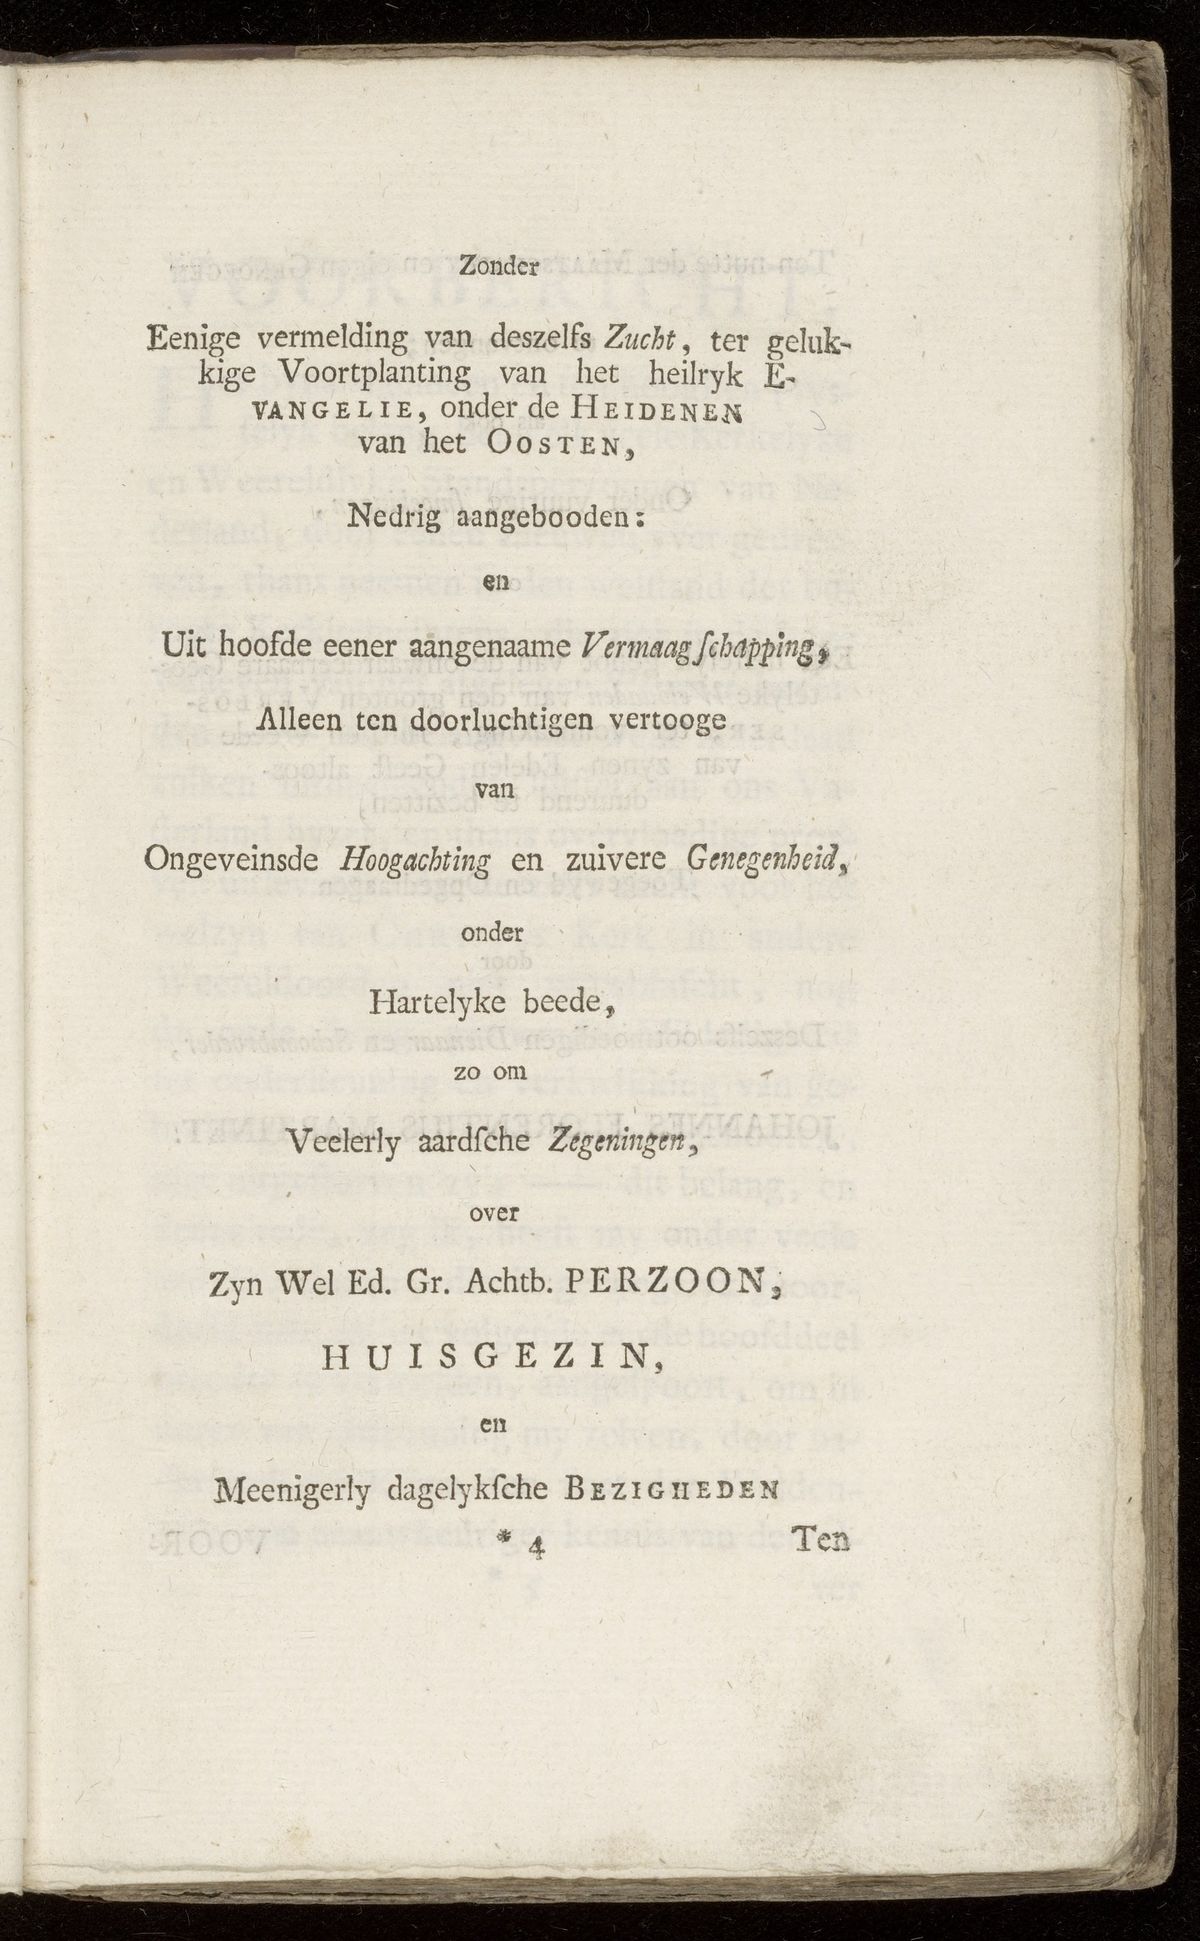 Zonder
Eenige vermelding van deszelfs Zucht, ter geluk-
kige Voortplanting van het heilryk E-
VANGELIE, onder de HEIDENEN
van het OOSTEN,
Nedrig aangebooden:
en
Uit hoofde eener aangenaame Vermaagſchapping,
Alleen ten doorluchtigen vertooge
van
Ongeveinsde Hoogachting en zuivere Genegenheid,
onder
Hartelyke beede,
zo om
Veelerly aardſche Zegeningen,
over
Zyn Wel Ed. Gr. Achtb. PERZOON,
HUISGEZIN,
en
Meenigerly dagelykſche BEZIGHEDEN
* 4 Ten